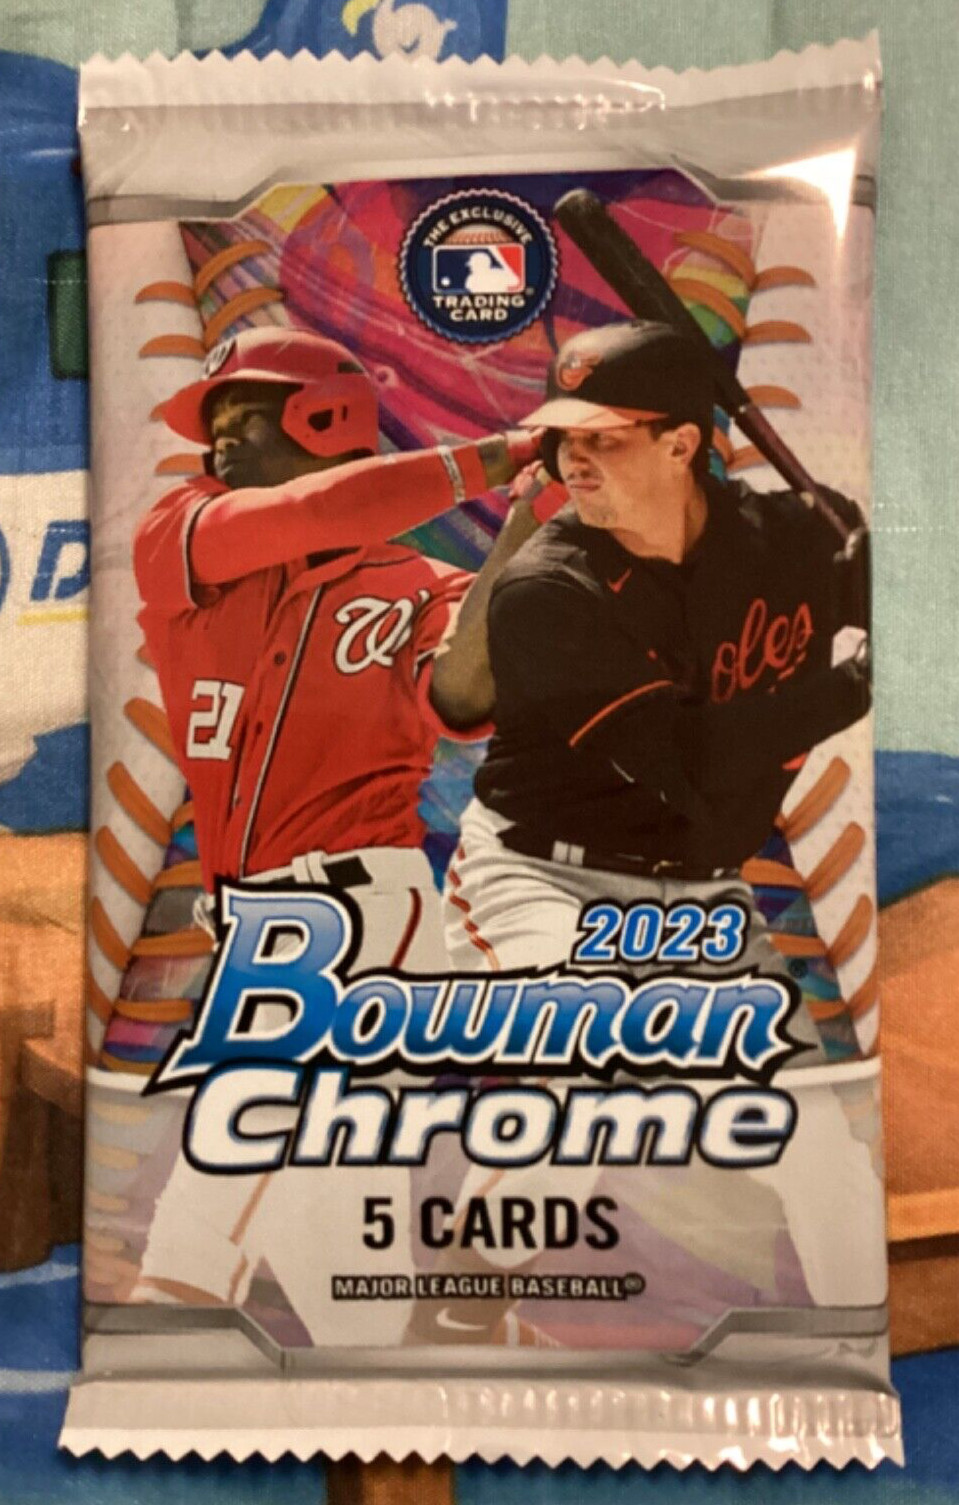 THE EXCLUSIVE
TRADING
CARD
W
oles
21
2023
Bowman
Chrome
5 CARDS
MAJOR LEAGUE BASEBALL®